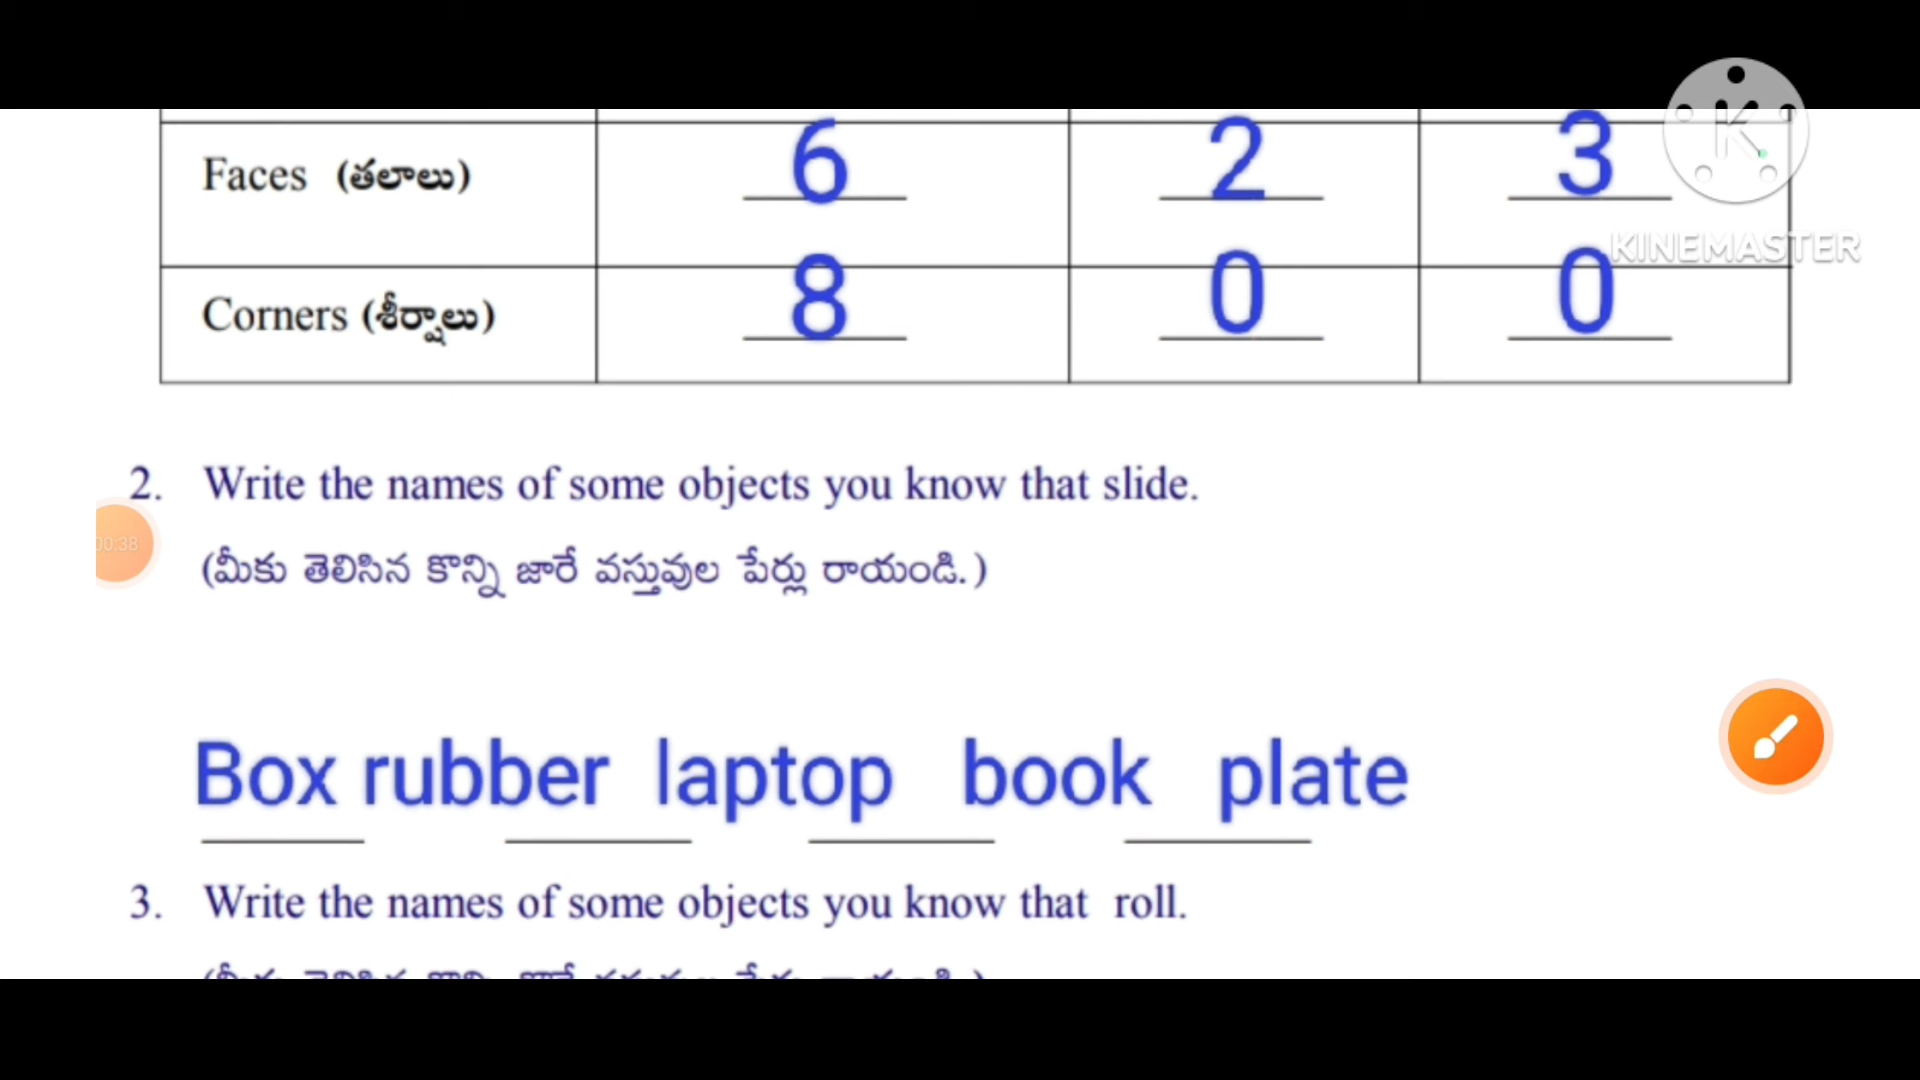 Faces (తలాలు) 6 2 3
KINEMASTER
Corners (శీర్షాలు) 8 0 0
2. Write the names of some objects you know that slide.
00:38
(మీకు తెలిసిన కొన్ని జారే వస్తువుల పేర్లు రాయండి.)
Box rubber laptop book plate
3. Write the names of some objects you know that roll.